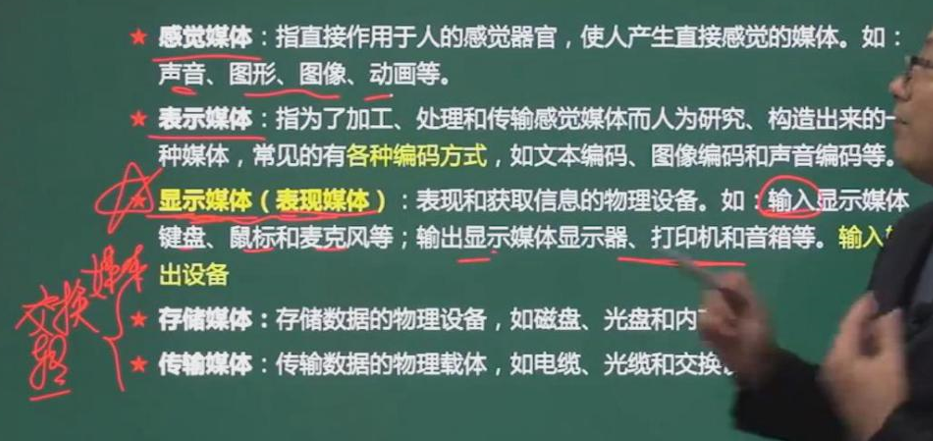 ★ 感觉媒体：指直接作用于人的感觉器官，使人产生直接感觉的媒体。如：
声音、图形、图像、动画等。
★ 表示媒体：指为了加工、处理和传输感觉媒体而人为研究、构造出来的一
种媒体，常见的有各种编码方式，如文本编码、图像编码和声音编码等。
★ 显示媒体（表现媒体）：表现和获取信息的物理设备。如：输入显示媒体
键盘、鼠标和麦克风等；输出显示媒体显示器、打印机和音箱等。输入
出设备
交换 媒体
★ 存储媒体：存储数据的物理设备，如磁盘、光盘和内
★ 传输媒体：传输数据的物理载体，如电缆、光缆和交换